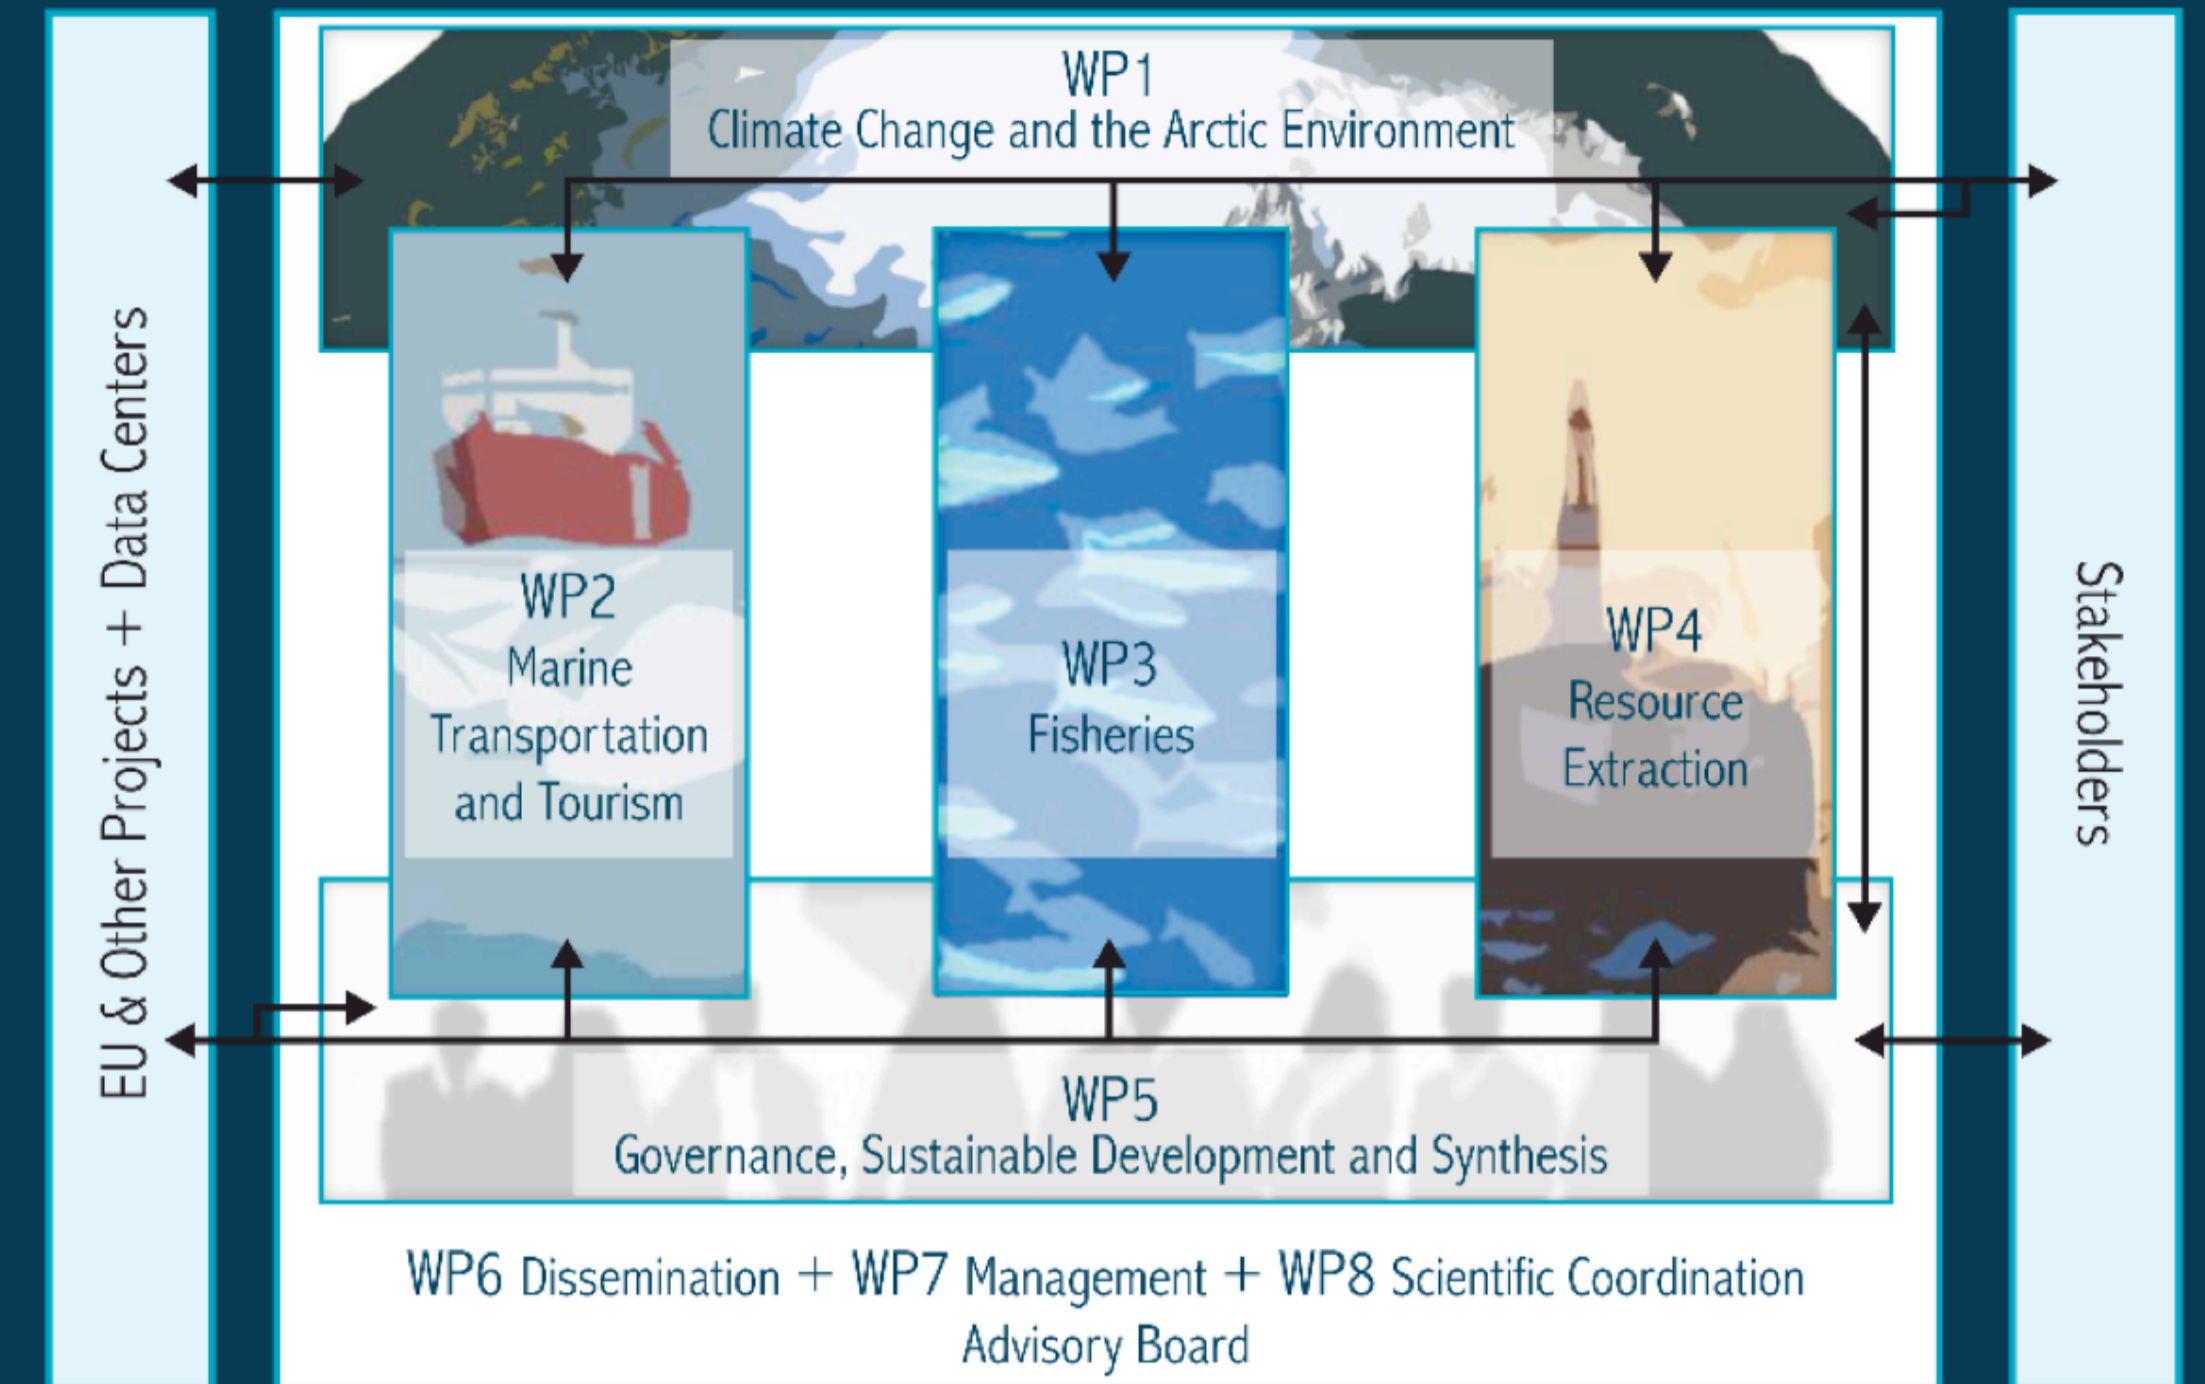 WP1
Climate Change and the Arctic Environment
EU & Other Projects + Data Centers
WP2
Marine
Transportation
and Tourism
WP3
Fisheries
WP4
Resource
Extraction
Stakeholders
WP5
Governance, Sustainable Development and Synthesis
WP6 Dissemination + WP7 Management + WP8 Scientific Coordination
Advisory Board